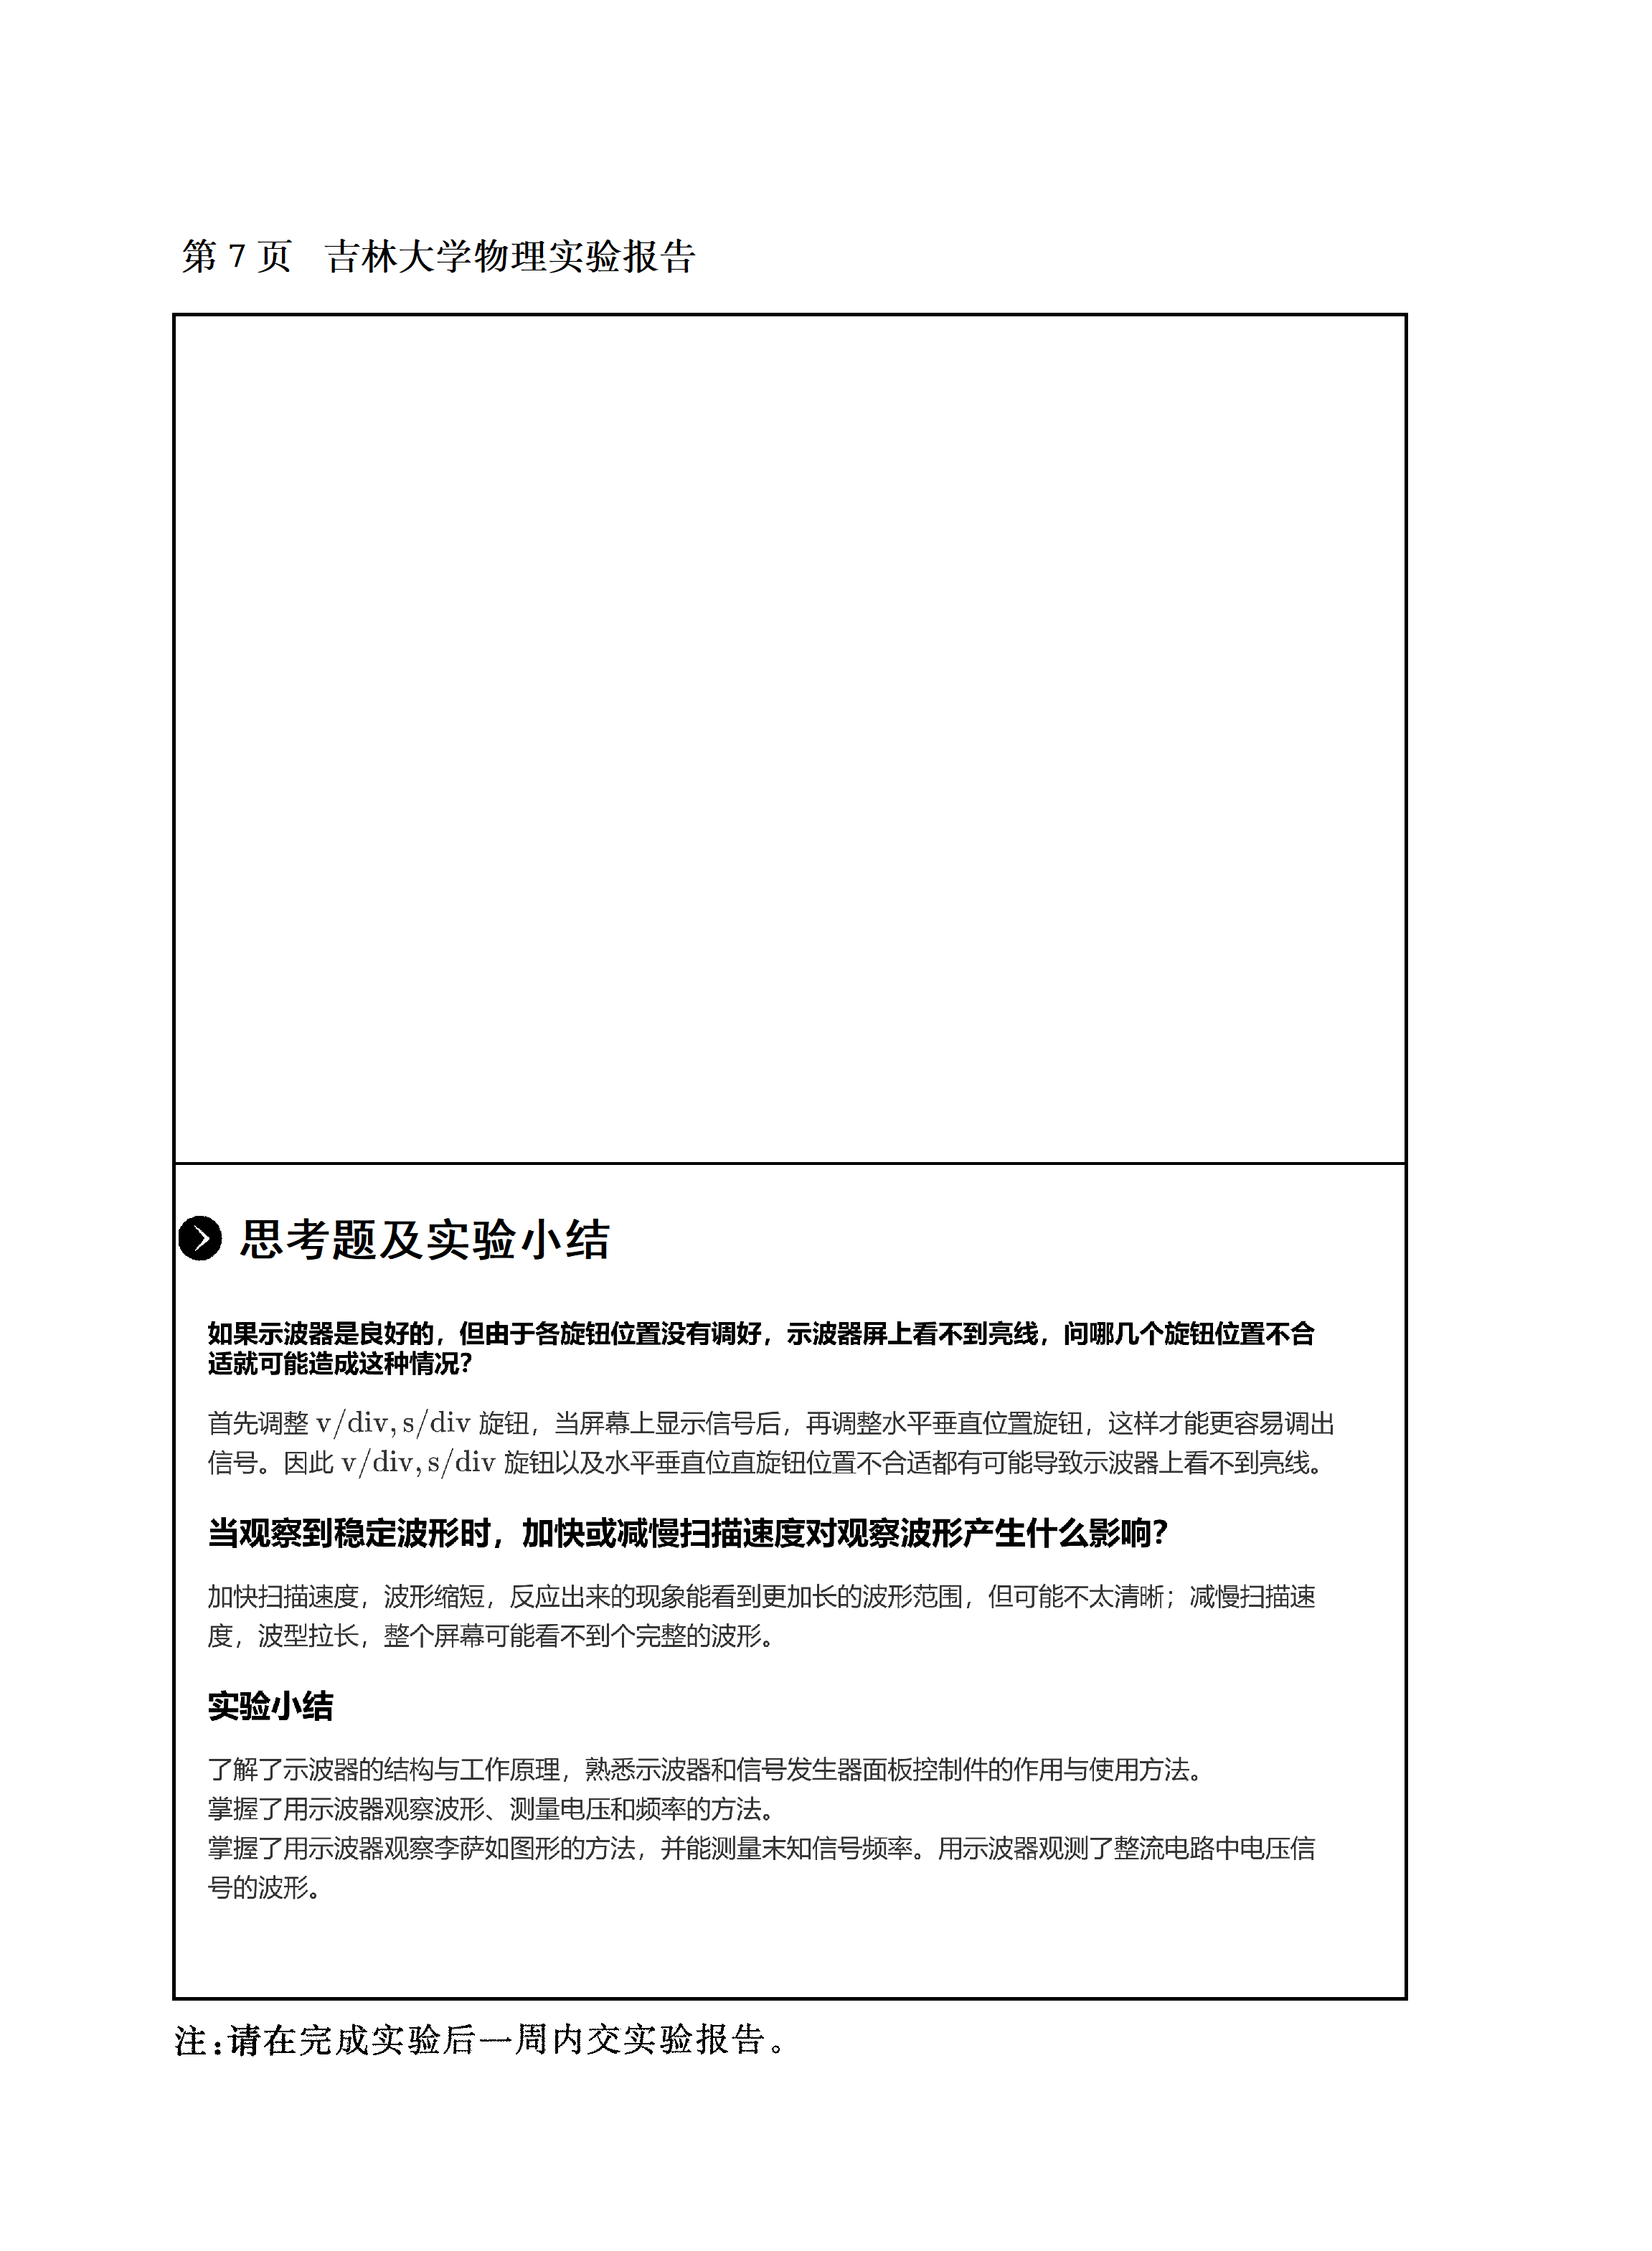 第 7 页 吉林大学物理实验报告
思考题及实验小结
如果示波器是良好的，但由于各旋钮位置没有调好，示波器屏上看不到亮线，问哪几个旋钮位置不合
适就可能造成这种情况？
首先调整 v/div, s/div 旋钮，当屏幕上显示信号后，再调整水平垂直位置旋钮，这样才能更容易调出
信号。因此 v/div, s/div 旋钮以及水平垂直位直旋钮位置不合适都有可能导致示波器上看不到亮线。
当观察到稳定波形时，加快或减慢扫描速度对观察波形产生什么影响？
加快扫描速度，波形缩短，反应出来的现象能看到更加长的波形范围，但可能不太清晰；减慢扫描速
度，波型拉长，整个屏幕可能看不到个完整的波形。
实验小结
了解了示波器的结构与工作原理，熟悉示波器和信号发生器面板控制件的作用与使用方法。
掌握了用示波器观察波形、测量电压和频率的方法。
掌握了用示波器观察李萨如图形的方法，并能测量未知信号频率。用示波器观测了整流电路中电压信
号的波形。
注：请在完成实验后一周内交实验报告。